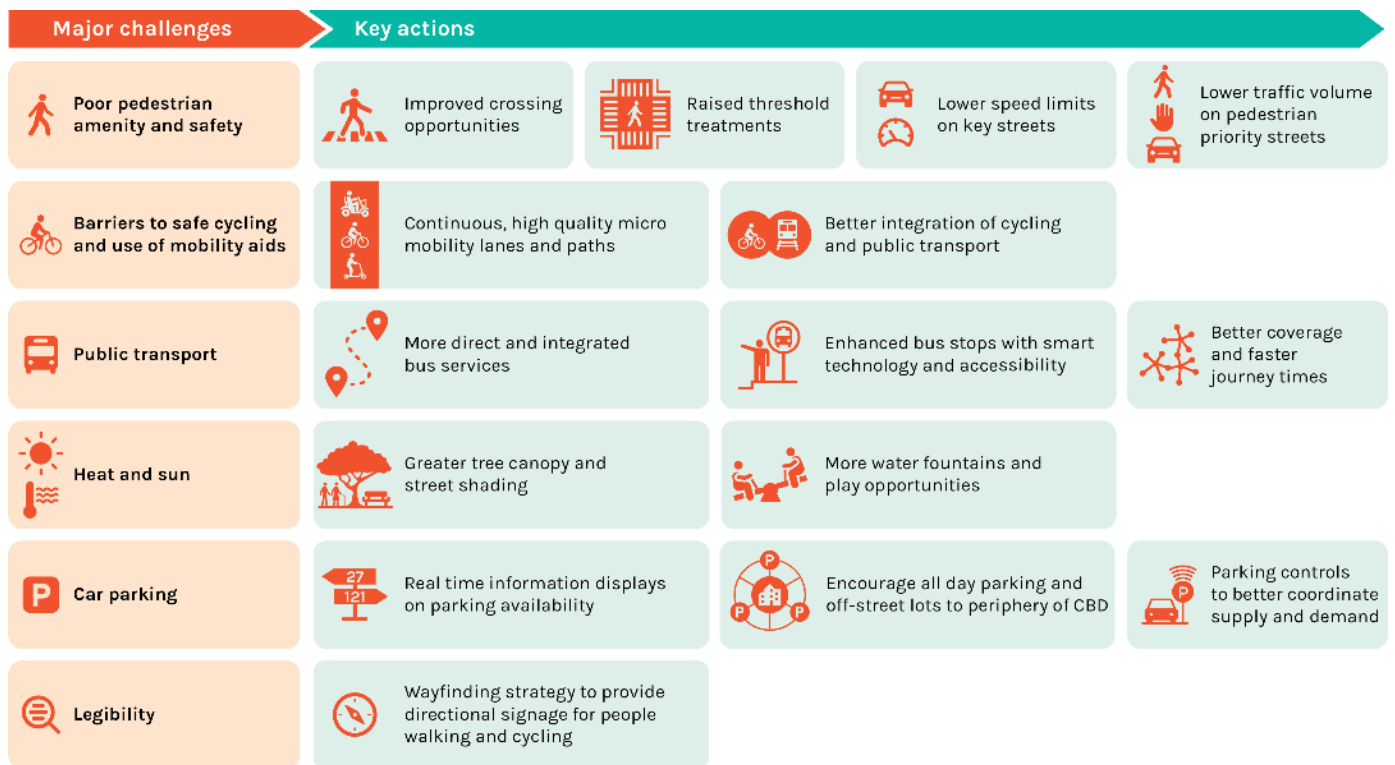 Major challenges
Key actions
Poor pedestrian
amenity and safety
Improved crossing
opportunities
Raised threshold
treatments
Lower speed limits
on key streets
Lower traffic volume
on pedestrian
priority streets
Barriers to safe cycling
and use of mobility aids
Continuous, high quality micro
mobility lanes and paths
Better integration of cycling
and public transport
Public transport
More direct and integrated
bus services
Enhanced bus stops with smart
technology and accessibility
Better coverage
and faster
journey times
Heat and sun
Greater tree canopy and
street shading
More water fountains and
play opportunities
P
Car parking
27
121
Real time information displays
on parking availability
P
P
P
Encourage all day parking and
off-street lots to periphery of CBD
P
Parking controls
to better coordinate
supply and demand
Legibility
Wayfinding strategy to provide
directional signage for people
walking and cycling